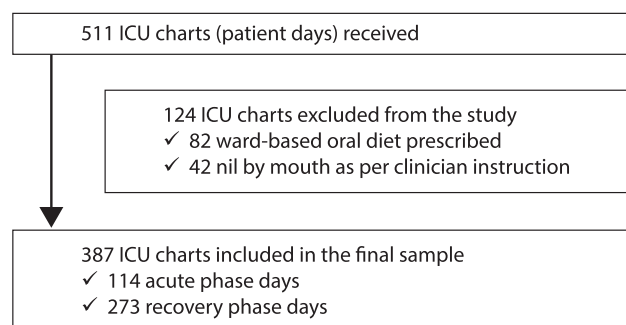 511 ICU charts (patient days) received
124 ICU charts excluded from the study
✓ 82 ward-based oral diet prescribed
✓ 42 nil by mouth as per clinician instruction
387 ICU charts included in the final sample
✓ 114 acute phase days
✓ 273 recovery phase days